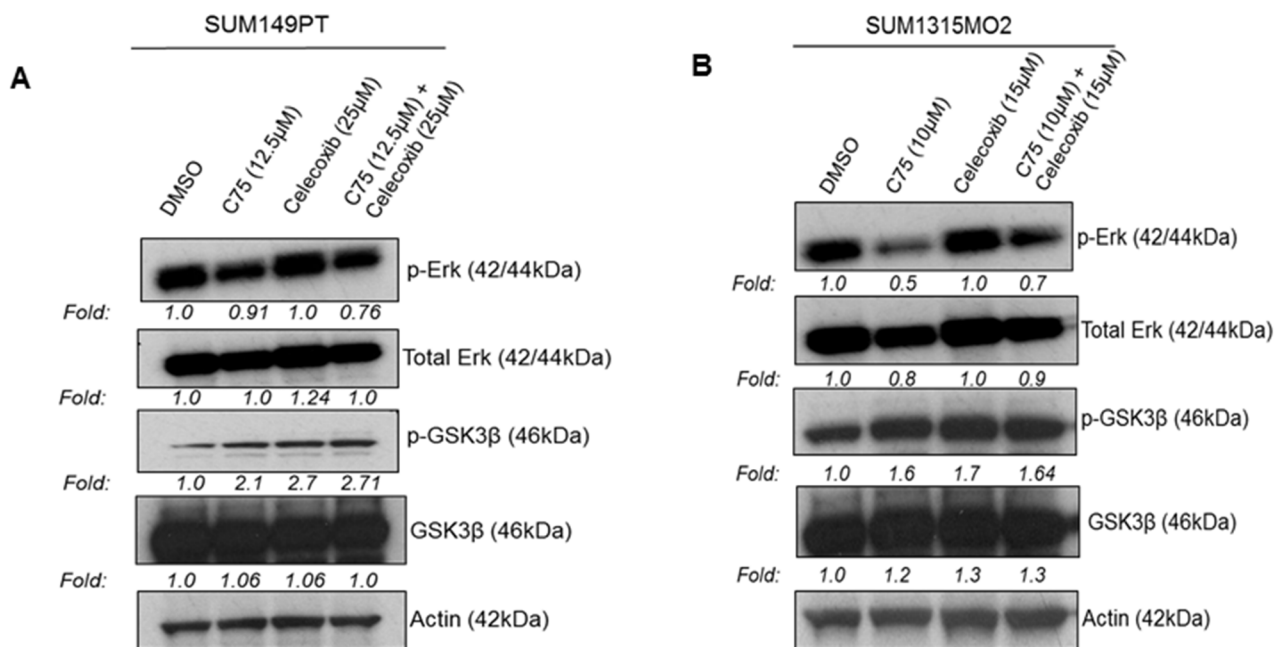 SUM149PT
A
DMSO
C75 (12.5µM)
Celecoxib (25µM)
C75 (12.5µM) +
Celecoxib (25µM)
p-Erk (42/44kDa)
Fold: 1.0 0.91 1.0 0.76
Total Erk (42/44kDa)
Fold: 1.0 1.0 1.24 1.0
p-GSK3β (46kDa)
Fold: 1.0 2.1 2.7 2.71
GSK3β (46kDa)
Fold: 1.0 1.06 1.06 1.0
Actin (42kDa)
SUM1315MO2
B
DMSO
C75 (10µM)
Celecoxib (15µM)
C75 (10µM) +
Celecoxib (15µM)
p-Erk (42/44kDa)
Fold: 1.0 0.5 1.0 0.7
Total Erk (42/44kDa)
Fold: 1.0 0.8 1.0 0.9
p-GSK3β (46kDa)
Fold: 1.0 1.6 1.7 1.64
GSK3β (46kDa)
Fold: 1.0 1.2 1.3 1.3
Actin (42kDa)